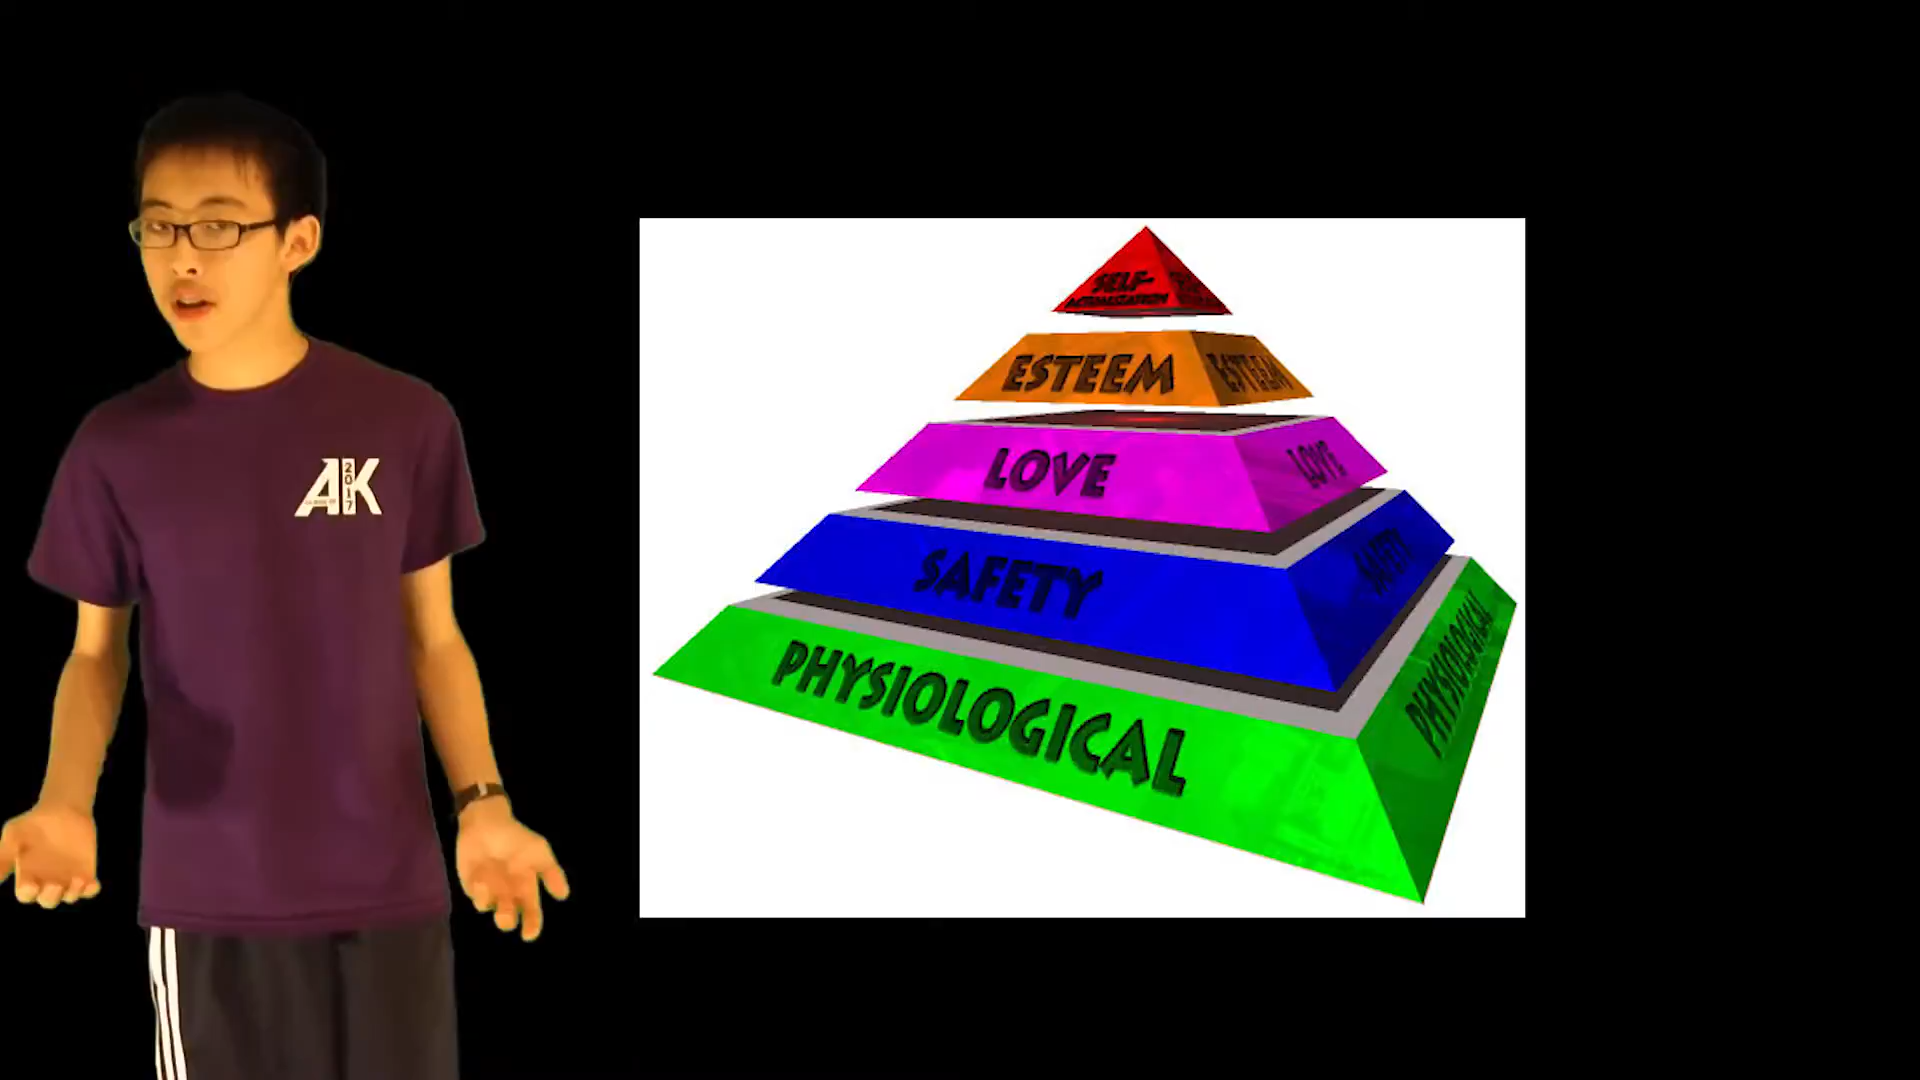 AK
2017
SELF-
ACTUALIZATION
ESTEEM
ESTEEM
LOVE
LOVE
SAFETY
SAFETY
PHYSIOLOGICAL
PHYSIOLOGICAL